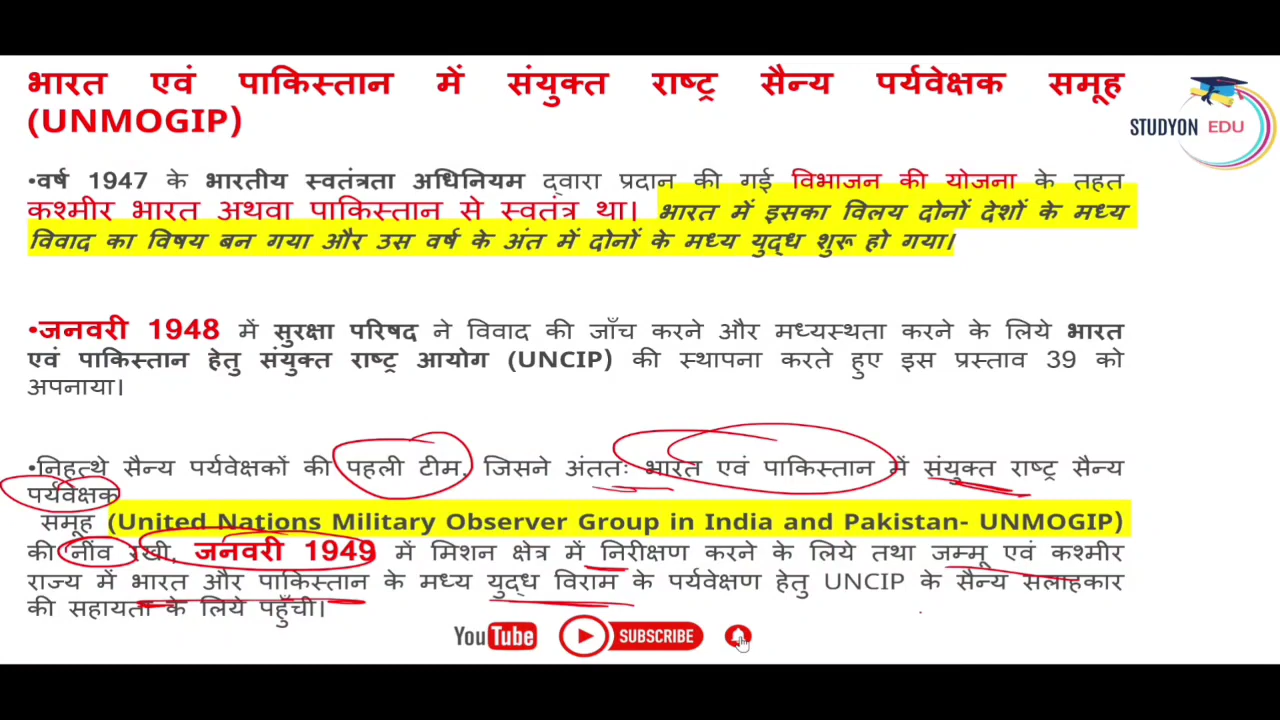 भारत एवं पाकिस्तान में संयुक्त राष्ट्र सैन्य पर्यवेक्षक समूह
(UNMOGIP)
STUDYON EDU
•वर्ष 1947 के भारतीय स्वतंत्रता अधिनियम द्वारा प्रदान की गई विभाजन की योजना के तहत
कश्मीर भारत अथवा पाकिस्तान से स्वतंत्र था। भारत में इसका विलय दोनों देशों के मध्य
विवाद का विषय बन गया और उस वर्ष के अंत में दोनों के मध्य युद्ध शुरू हो गया।
•जनवरी 1948 में सुरक्षा परिषद ने विवाद की जाँच करने और मध्यस्थता करने के लिये भारत
एवं पाकिस्तान हेतु संयुक्त राष्ट्र आयोग (UNCIP) की स्थापना करते हुए इस प्रस्ताव 39 को
अपनाया।
•निहत्थे सैन्य पर्यवेक्षकों की पहली टीम, जिसने अंततः भारत एवं पाकिस्तान में संयुक्त राष्ट्र सैन्य
पर्यवेक्षक
समूह (United Nations Military Observer Group in India and Pakistan- UNMOGIP)
की नींव रखी, जनवरी 1949 में मिशन क्षेत्र में निरीक्षण करने के लिये तथा जम्मू एवं कश्मीर
राज्य में भारत और पाकिस्तान के मध्य युद्ध विराम के पर्यवेक्षण हेतु UNCIP के सैन्य सलाहकार
की सहायता के लिये पहुँची।
YouTube SUBSCRIBE